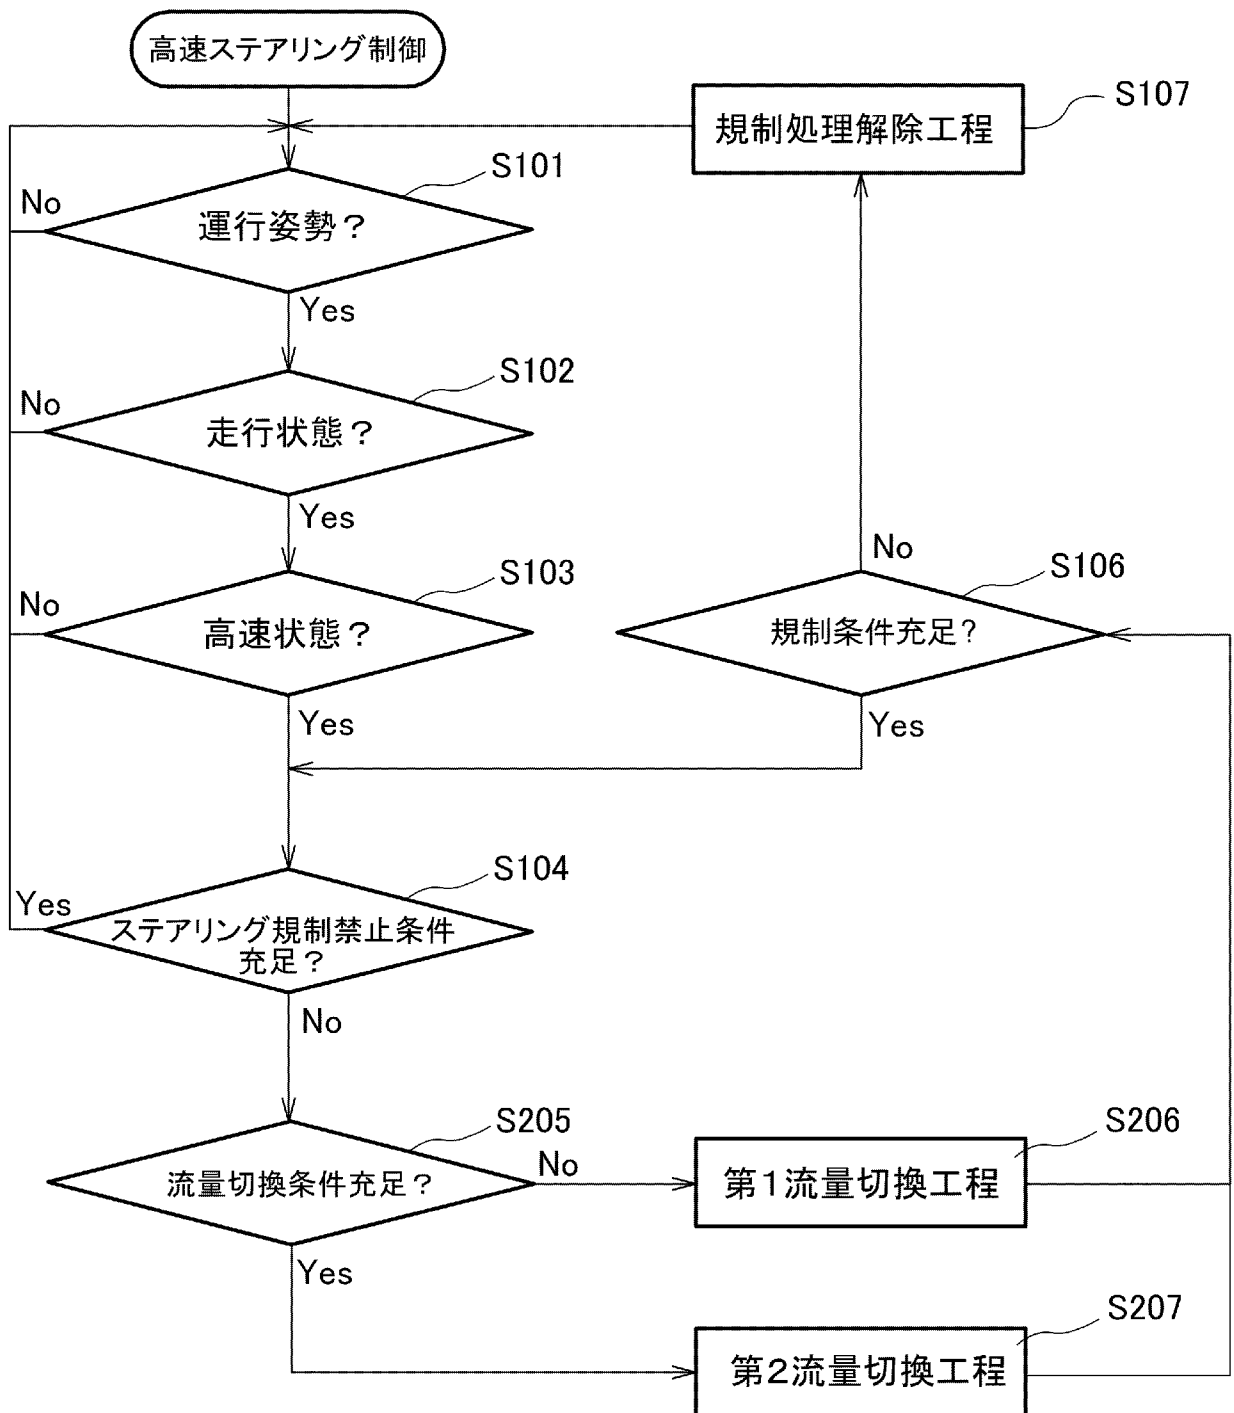 高速ステアリング制御
規制処理解除工程
S107
S101
No
運行姿勢？
Yes
S102
No
走行状態？
Yes
S103
No
高速状態？
Yes
No
S106
規制条件充足？
Yes
S104
Yes
ステアリング規制禁止条件
充足？
No
S205
流量切換条件充足？
No
S206
第1流量切換工程
Yes
S207
第2流量切換工程